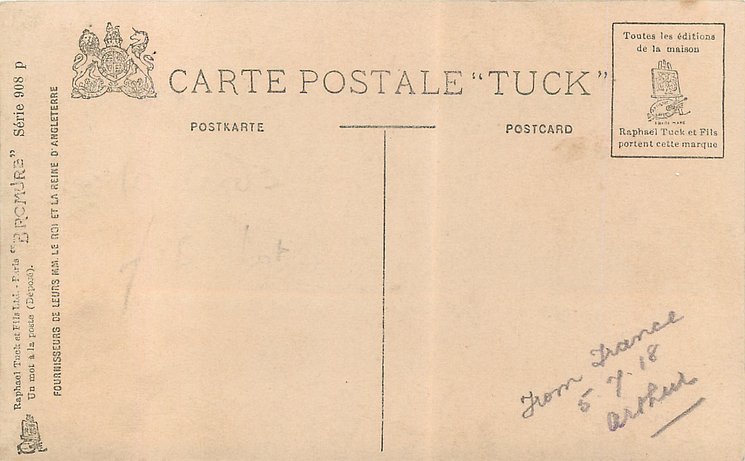 CARTE POSTALE "TUCK"
POSTKARTE
POSTCARD
Toutes les éditions
de la maison
Raphael Tuck et Fils
portent cette marque
Raphael Tuck et Fils Ltd. - Paris "BROMURE" Série 908 P
Un mot à la poste (Déposé).
FOURNISSEURS DE LEURS MM. LE ROI ET LA REINE D'ANGLETERRE
From France
5.7.18
Arthur